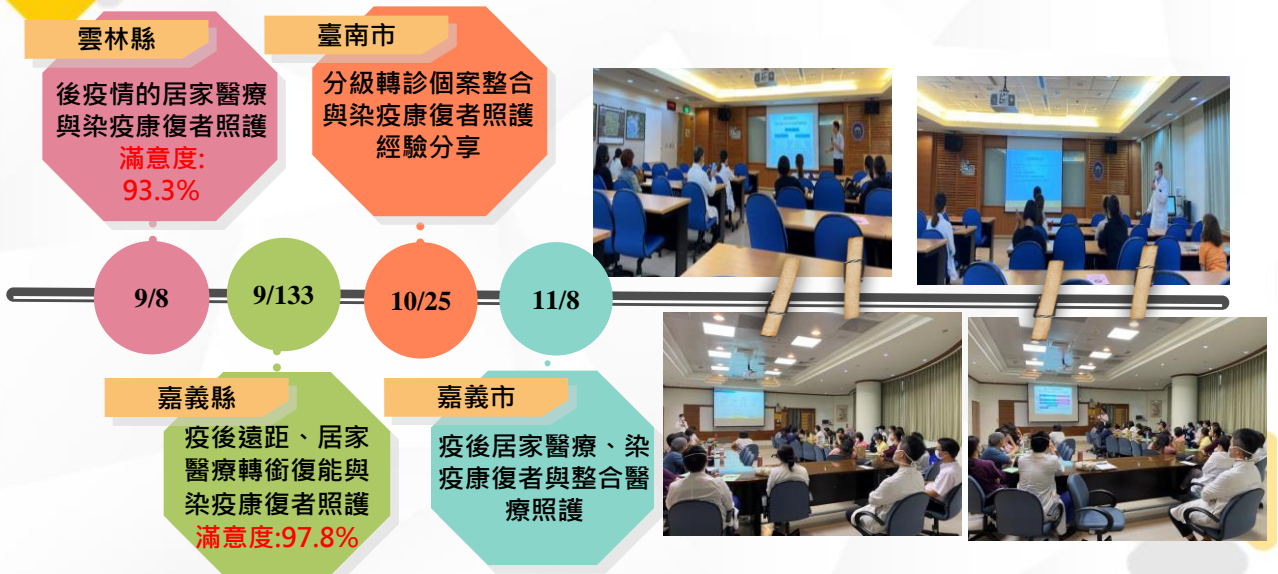 雲林縣
後疫情的居家醫療
與染疫康復者照護
滿意度:
93.3%
臺南市
分級轉診個案整合
與染疫康復者照護
經驗分享
9/8
9/133
10/25
11/8
嘉義縣
疫後遠距、居家
醫療轉銜復能與
染疫康復者照護
滿意度:97.8%
嘉義市
疫後居家醫療、染
疫康復者與整合醫
療照護